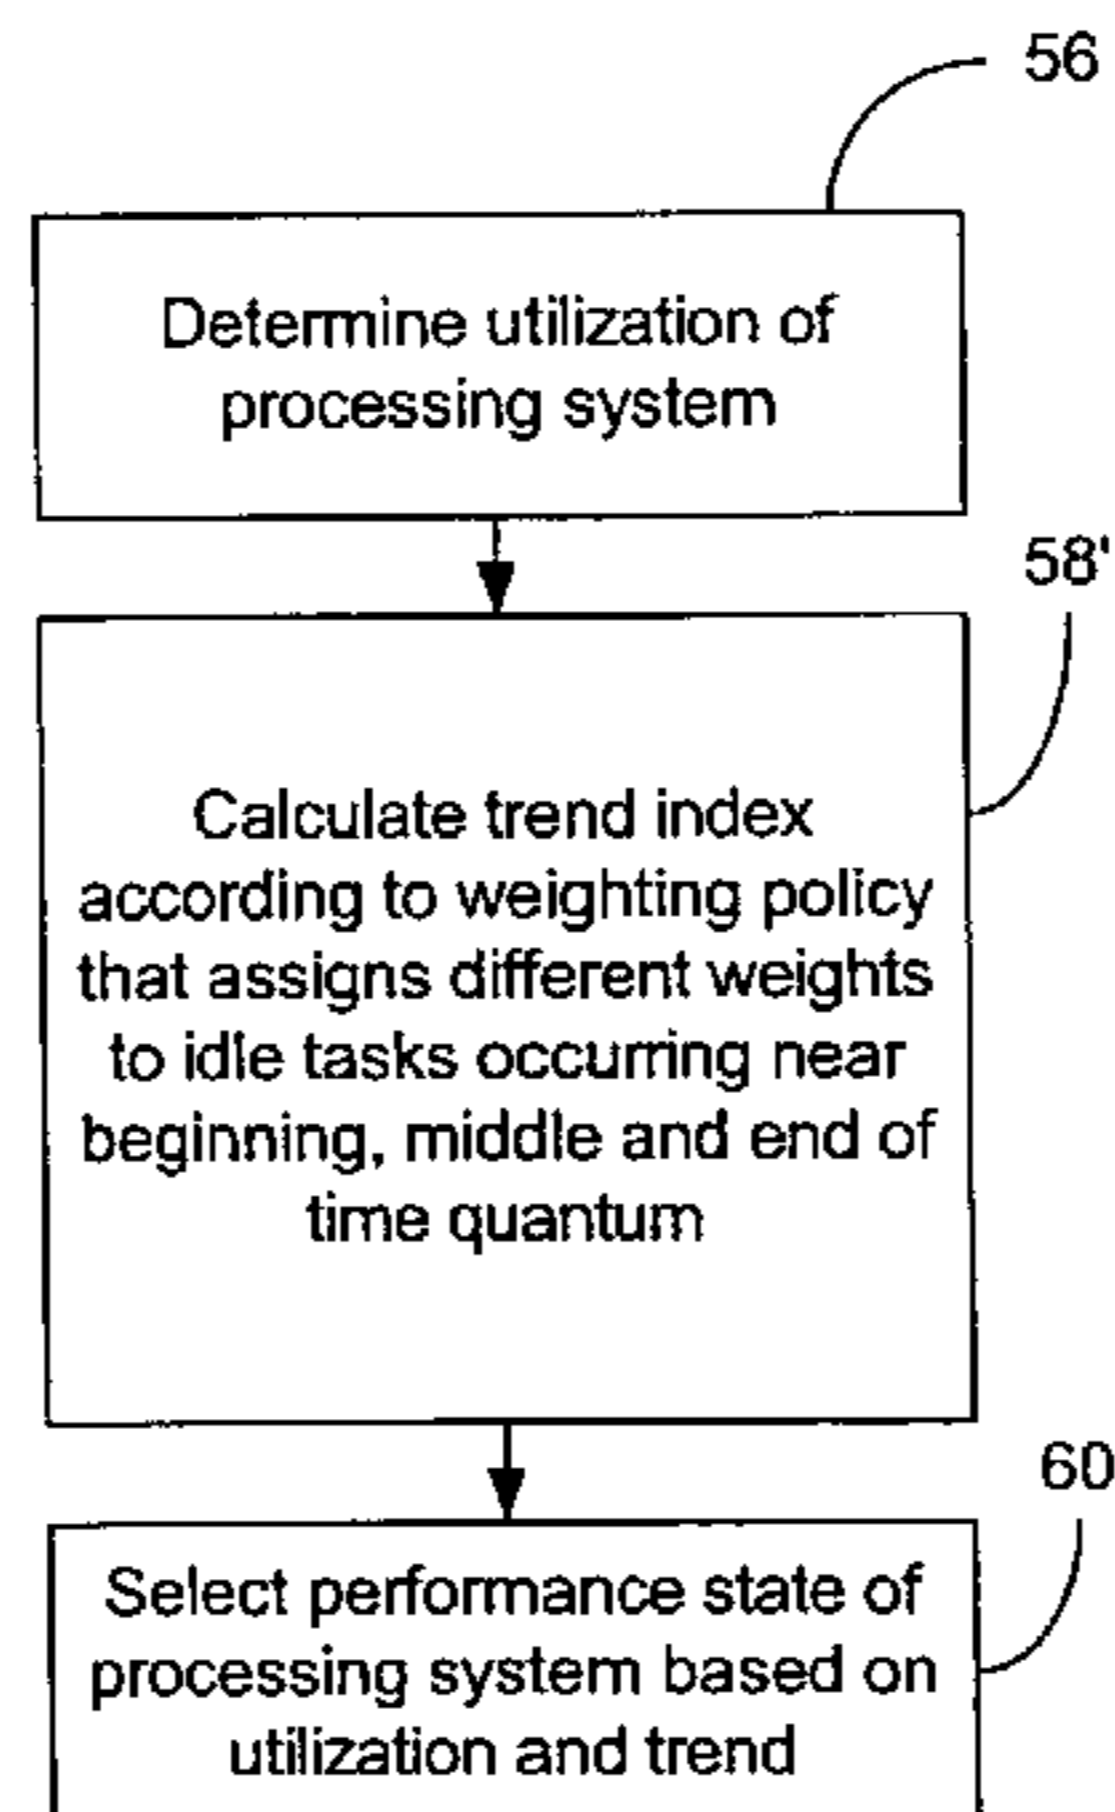 56
Determine utilization of
processing system
58'
Calculate trend index
according to weighting policy
that assigns different weights
to idle tasks occurring near
beginning, middle and end of
time quantum
60
Select performance state of
processing system based on
utilization and trend